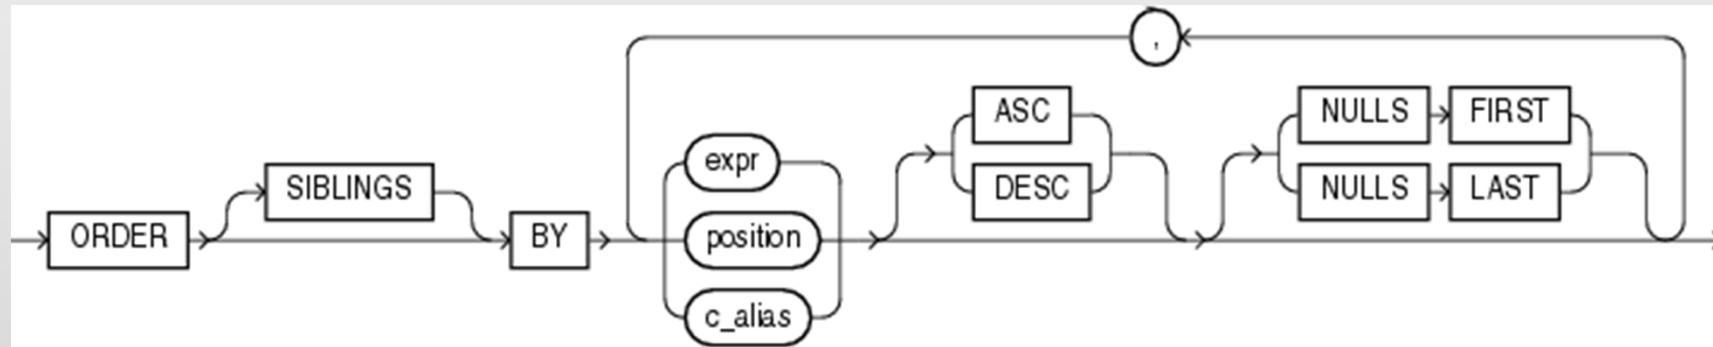 ,
ASC
NULLS FIRST
expr
SIBLINGS
DESC
NULLS LAST
ORDER
BY
position
c_alias